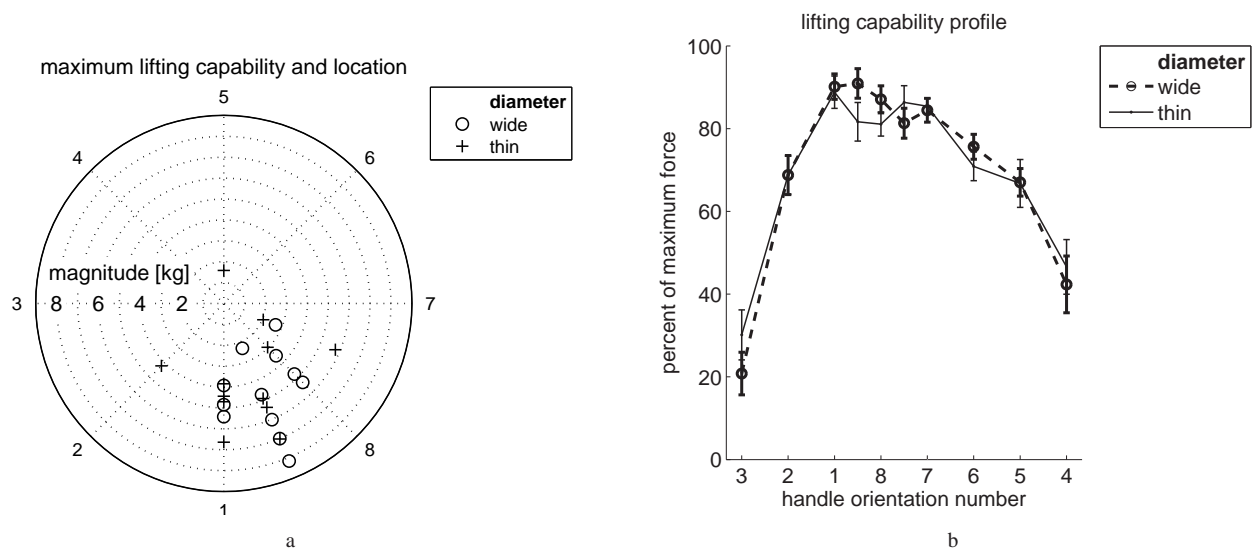 maximum lifting capability and location
diameter
wide
thin
5
4
6
magnitude [kg]
3 8 6 4 2 7
2
8
1
a
lifting capability profile
diameter
wide
thin
percent of maximum force
100
80
60
40
20
0
3 2 1 8 7 6 5 4
handle orientation number
b